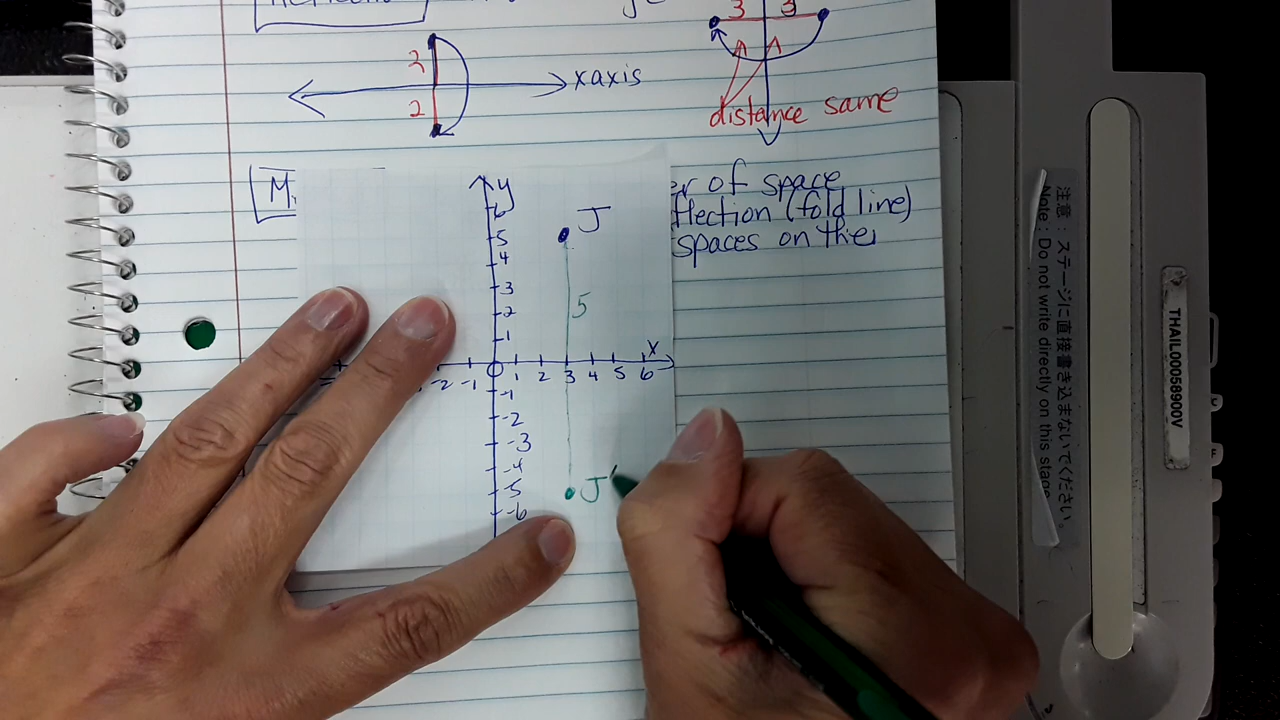 3 3
2
xaxis
2
distance same
M
er of space
flection (fold line)
spaces on the
y
6
J
5
4
3
5
2
1
x
-2 -1 0 1 2 3 4 5 6
-1
-2
-3
-4
-5
J'
-6
注意：ステージに直接書き込まないでください。
Note : Do not write directly on this stage
THAIL00058900V